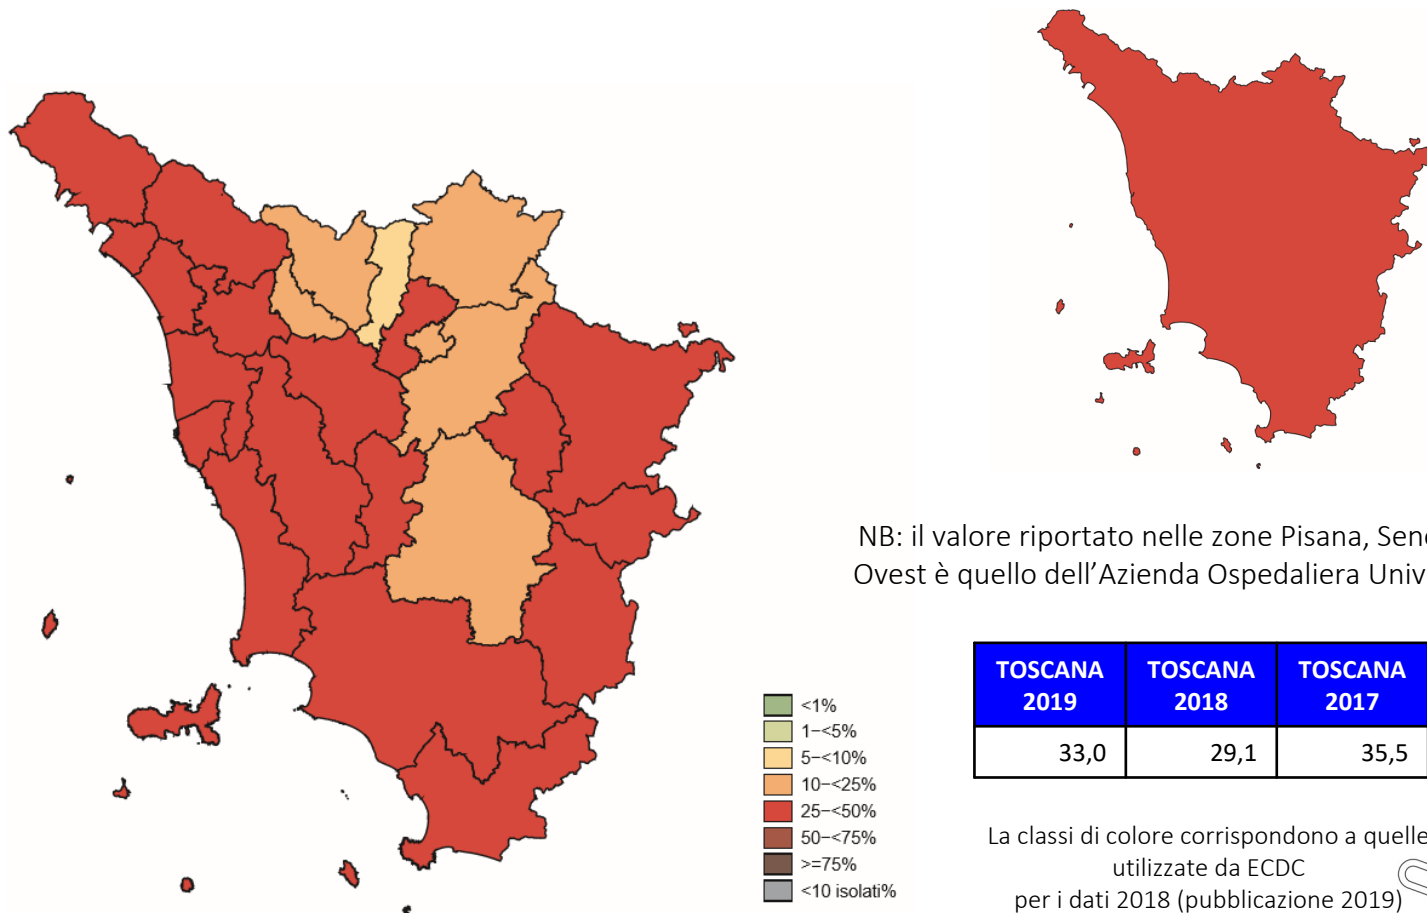 NB: il valore riportato nelle zone Pisana,
Ovest è quello dell’Azienda Ospedaliera
TOSCANA 2019
TOSCANA 2018
TOSCANA 2017
33,0
29,1
35,5
<1%
1–<5%
5–<10%
10–<25%
25–<50%
50–<75%
>=75%
<10 isolati%
La classi di colore corrispondono a quelle
utilizzate da ECDC
per i dati 2018 (pubblicazione 2019)